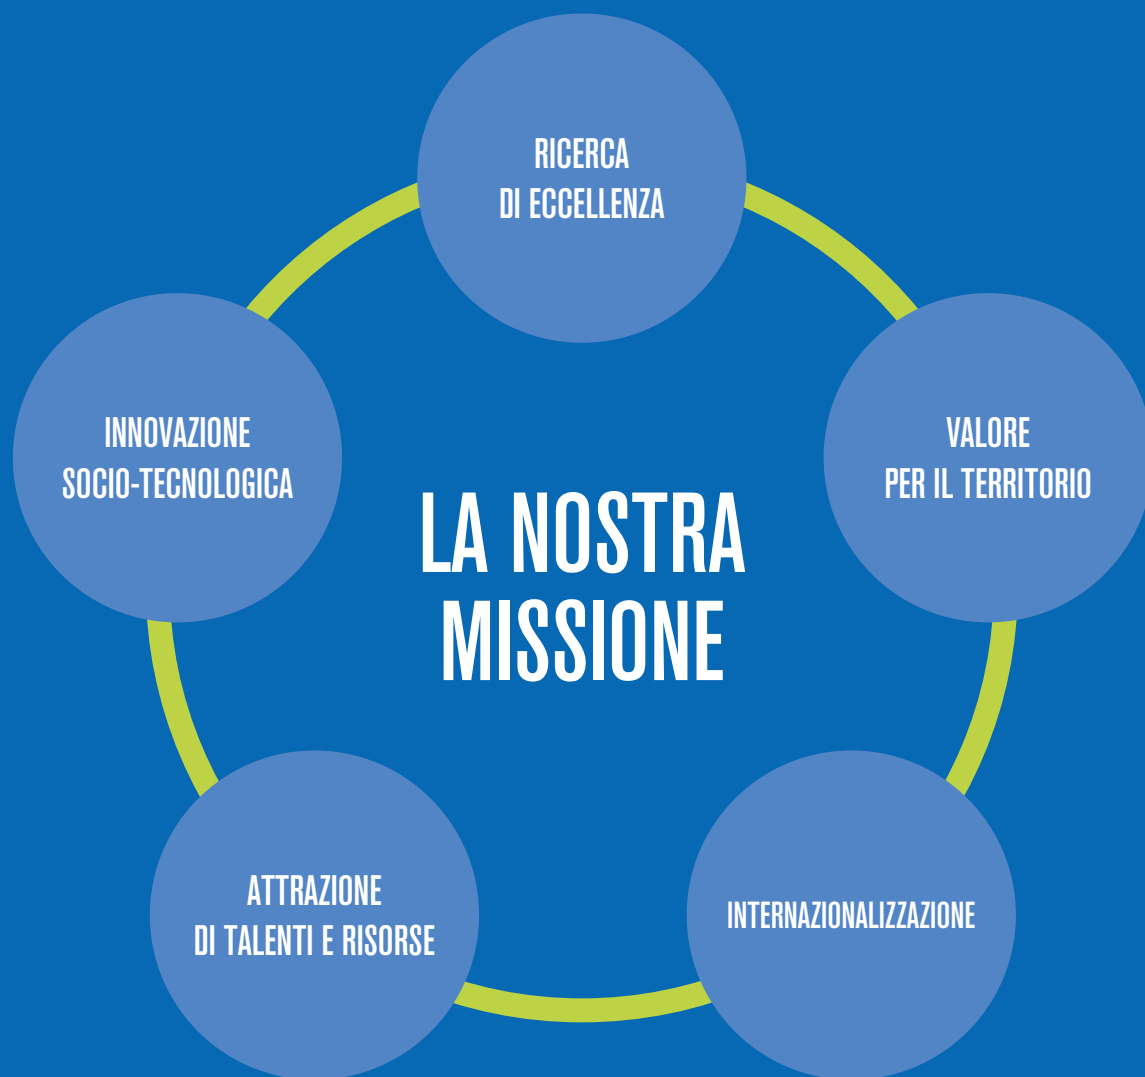 RICERCA
DI ECCELLENZA
INNOVAZIONE
SOCIO-TECNOLOGICA
VALORE
PER IL TERRITORIO
LA NOSTRA
MISSIONE
ATTRAZIONE
DI TALENTI E RISORSE
INTERNAZIONALIZZAZIONE